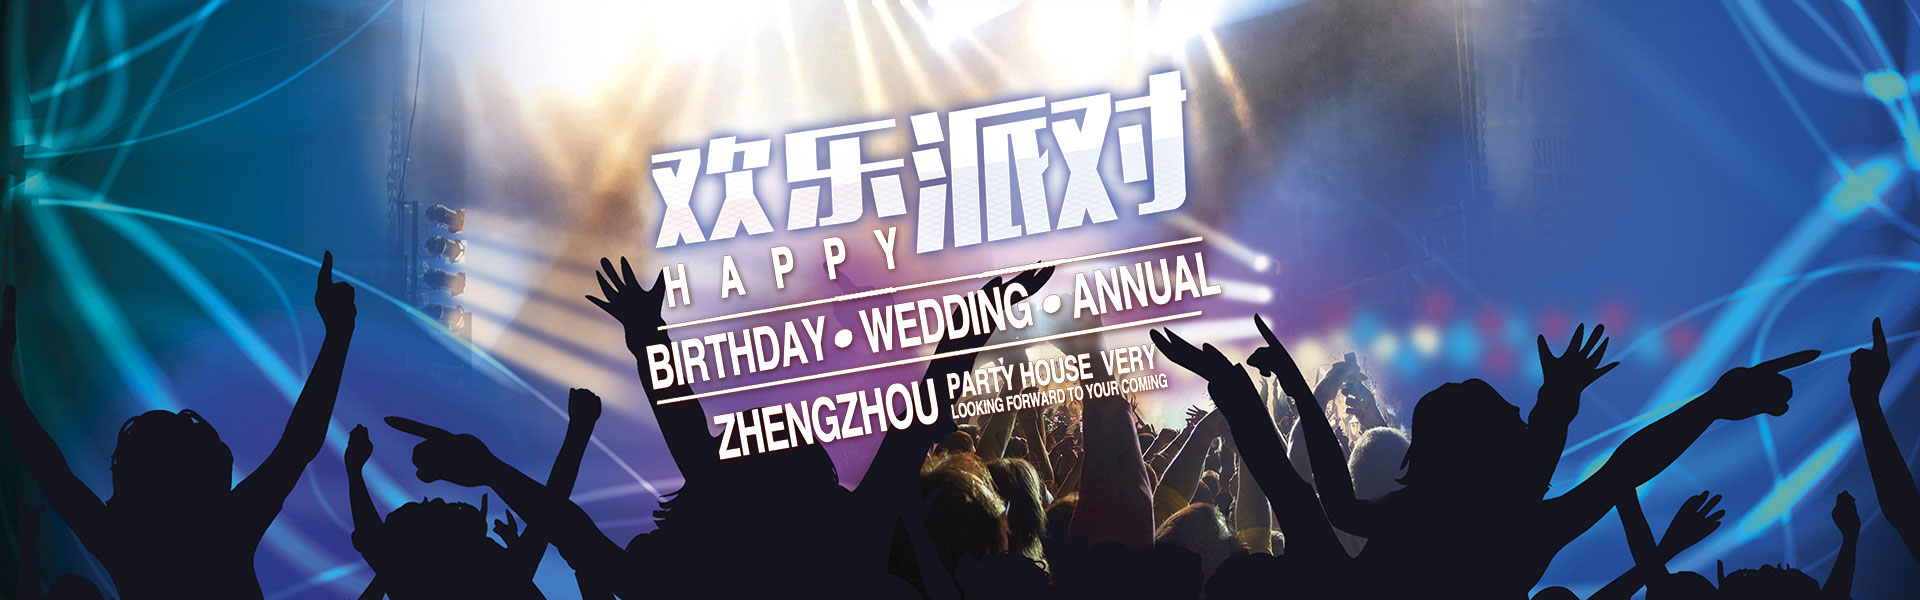 欢乐派对
HAPPY
BIRTHDAY • WEDDING • ANNUAL
ZHENGZHOU PARTY HOUSE VERY
LOOKING FORWARD TO YOUR COMING